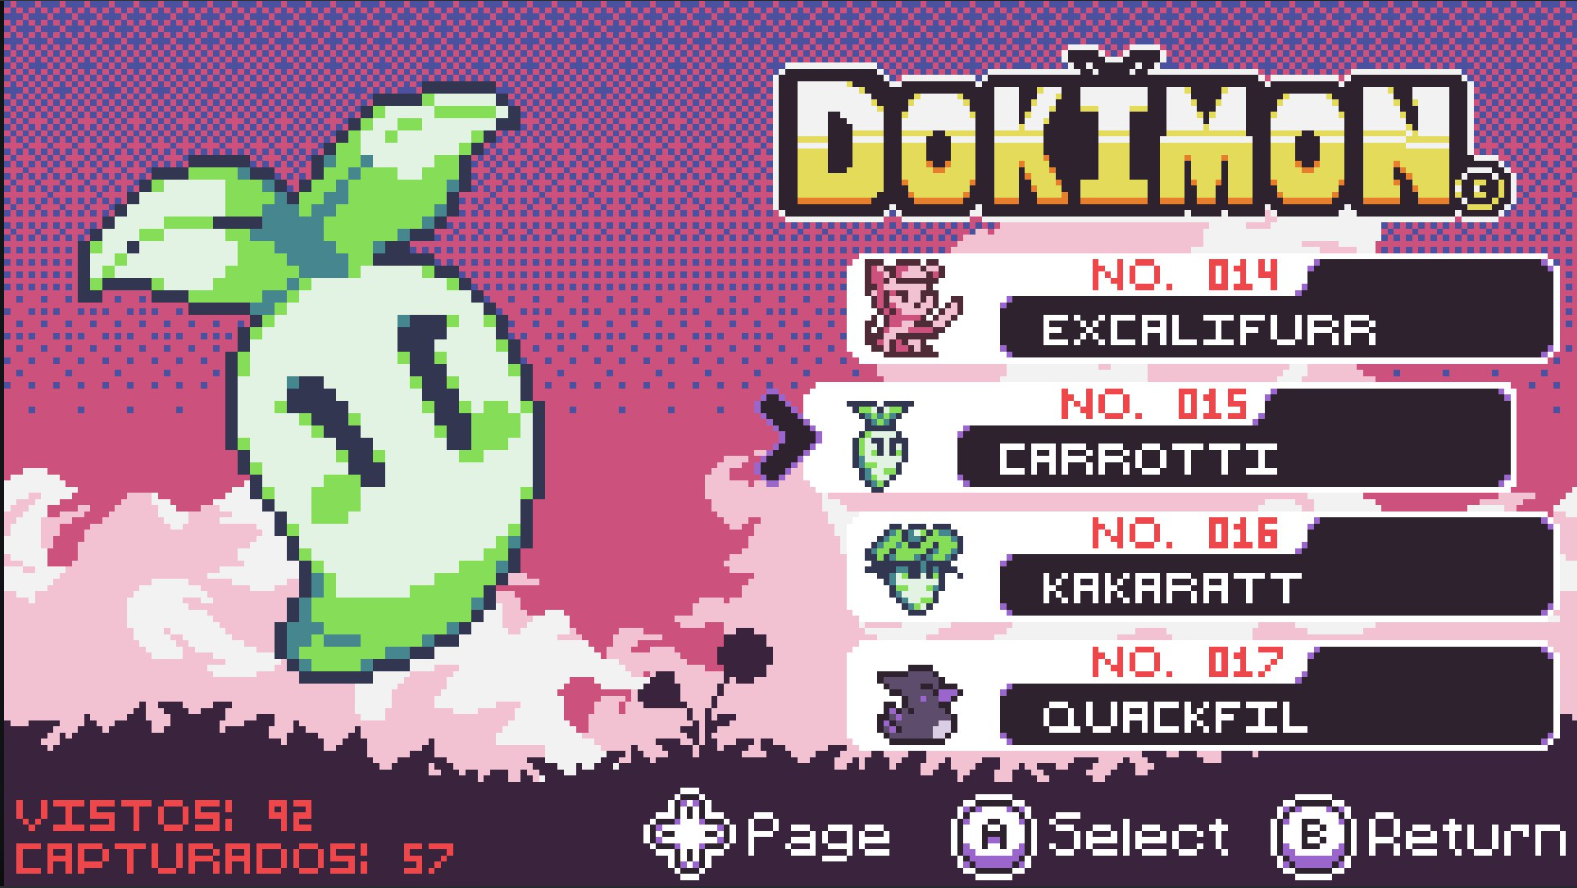 DOKIMON
E
NO. 014
EXCALIFURR
NO. 015
CARROTTI
NO. 016
KAKARATT
NO. 017
QUACKFIL
VISTOS: 92
CAPTURADOS: 57
Page
A Select
B Return